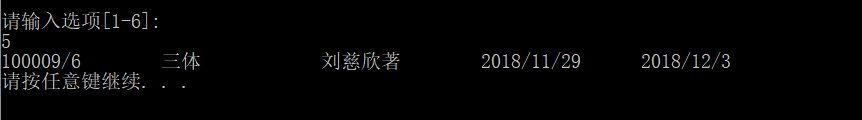 请输入选项[1-6]:
5
100009/6 三体 刘慈欣著 2018/11/29 2018/12/3
请按任意键继续. . .